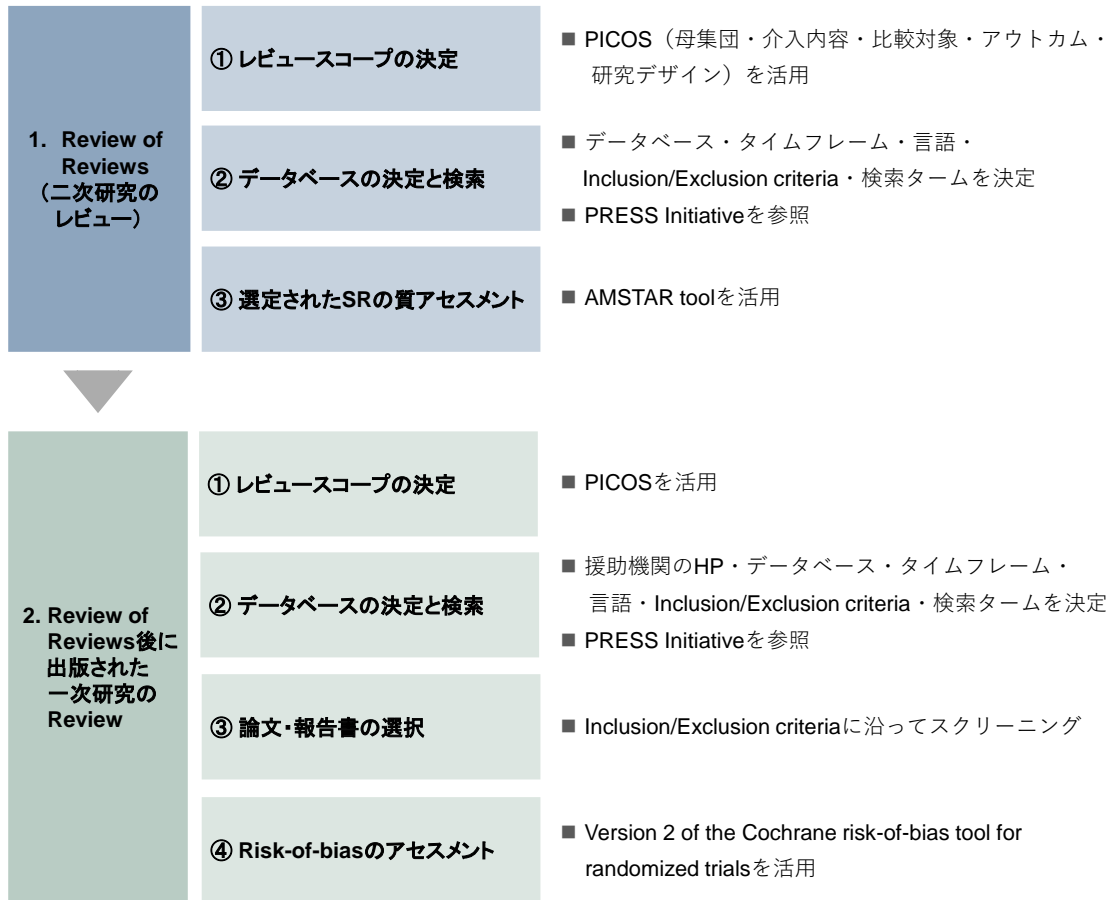 1. Review of
Reviews
（二次研究の
レビュー）
① レビュースコープの決定
■ PICOS（母集団・介入内容・比較対象・アウトカム・
研究デザイン）を活用
② データベースの決定と検索
■ データベース・タイムフレーム・言語・
Inclusion/Exclusion criteria・検索タームを決定
■ PRESS Initiativeを参照
③ 選定されたSRの質アセスメント
■ AMSTAR toolを活用
2. Review of
Reviews後に
出版された
一次研究の
Review
① レビュースコープの決定
■ PICOSを活用
② データベースの決定と検索
■ 援助機関のHP・データベース・タイムフレーム・
言語・Inclusion/Exclusion criteria・検索タームを決定
■ PRESS Initiativeを参照
③ 論文・報告書の選択
■ Inclusion/Exclusion criteriaに沿ってスクリーニング
④ Risk-of-biasのアセスメント
■ Version 2 of the Cochrane risk-of-bias tool for
randomized trialsを活用